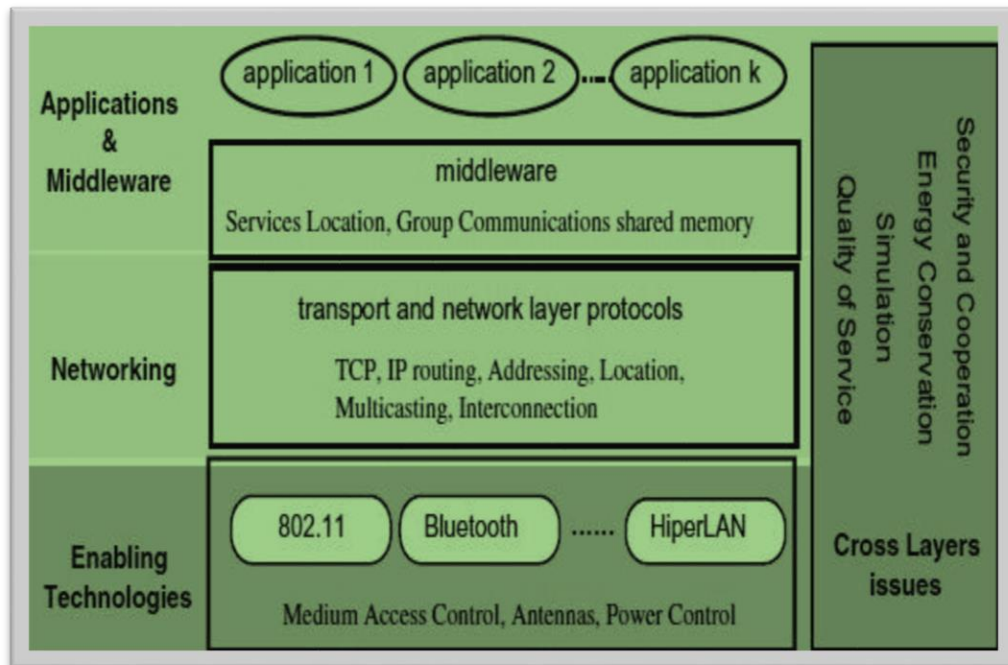 Applications
&
Middleware
application 1
application 2
.....
application k
middleware
Services Location, Group Communications shared memory
Networking
transport and network layer protocols
TCP, IP routing, Addressing, Location,
Multicasting, Interconnection
Enabling
Technologies
802.11
Bluetooth
......
HiperLAN
Medium Access Control, Antennas, Power Control
Security and Cooperation
Energy Conservation
Simulation
Quality of Service
Cross Layers
issues